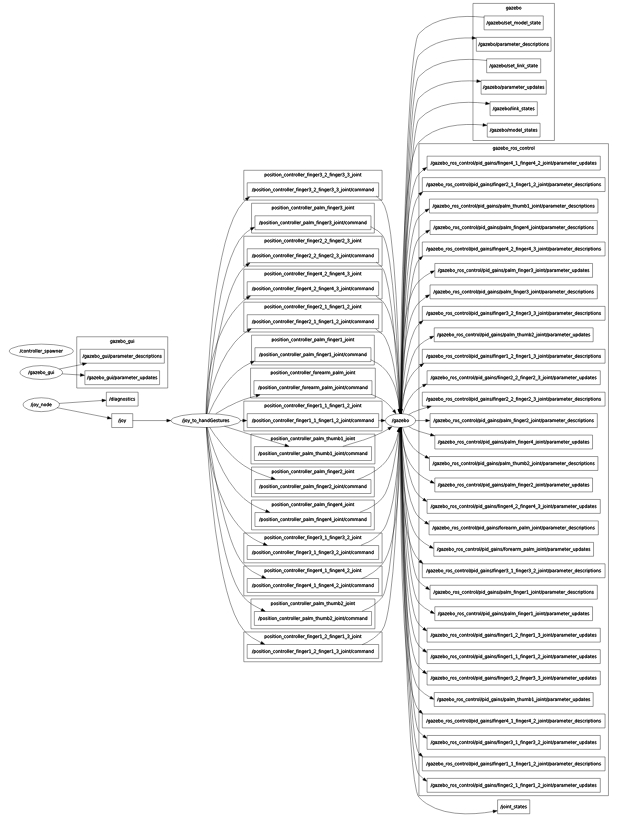 gazebo
/gazebo/set_model_state
/gazebo/parameter_descriptions
/gazebo/set_link_state
/gazebo/parameter_updates
/gazebo/link_states
/gazebo/model_states
gazebo_ros_control
/gazebo_ros_control/pid_gains/finger4_1_finger4_2_joint/parameter_updates
/gazebo_ros_control/pid_gains/finger2_1_finger1_2_joint/parameter_descriptions
/gazebo_ros_control/pid_gains/palm_thumb1_joint/parameter_descriptions
/gazebo_ros_control/pid_gains/palm_finger4_joint/parameter_descriptions
/gazebo_ros_control/pid_gains/finger4_2_finger4_3_joint/parameter_descriptions
/gazebo_ros_control/pid_gains/palm_finger3_joint/parameter_updates
/gazebo_ros_control/pid_gains/palm_finger3_joint/parameter_descriptions
/gazebo_ros_control/pid_gains/finger3_2_finger3_3_joint/parameter_descriptions
/gazebo_ros_control/pid_gains/palm_thumb2_joint/parameter_updates
/gazebo_ros_control/pid_gains/finger1_2_finger1_3_joint/parameter_descriptions
/gazebo_ros_control/pid_gains/finger2_2_finger2_3_joint/parameter_updates
/gazebo_ros_control/pid_gains/finger2_2_finger2_3_joint/parameter_descriptions
/gazebo_ros_control/pid_gains/palm_finger2_joint/parameter_descriptions
/gazebo_ros_control/pid_gains/palm_finger4_joint/parameter_updates
/gazebo_ros_control/pid_gains/palm_thumb2_joint/parameter_descriptions
/gazebo_ros_control/pid_gains/palm_finger2_joint/parameter_updates
/gazebo_ros_control/pid_gains/finger4_2_finger4_3_joint/parameter_updates
/gazebo_ros_control/pid_gains/forearm_palm_joint/parameter_descriptions
/gazebo_ros_control/pid_gains/forearm_palm_joint/parameter_updates
/gazebo_ros_control/pid_gains/finger3_1_finger3_2_joint/parameter_descriptions
/gazebo_ros_control/pid_gains/palm_finger1_joint/parameter_descriptions
/gazebo_ros_control/pid_gains/palm_finger1_joint/parameter_updates
/gazebo_ros_control/pid_gains/finger1_2_finger1_3_joint/parameter_updates
/gazebo_ros_control/pid_gains/finger1_1_finger1_2_joint/parameter_updates
/gazebo_ros_control/pid_gains/finger3_2_finger3_3_joint/parameter_updates
/gazebo_ros_control/pid_gains/palm_thumb1_joint/parameter_updates
/gazebo_ros_control/pid_gains/finger4_1_finger4_2_joint/parameter_descriptions
/gazebo_ros_control/pid_gains/finger3_1_finger3_2_joint/parameter_updates
/gazebo_ros_control/pid_gains/finger1_1_finger1_2_joint/parameter_descriptions
/gazebo_ros_control/pid_gains/finger2_1_finger1_2_joint/parameter_updates
/joint_states
position_controller_finger3_2_finger3_3_joint
/position_controller_finger3_2_finger3_3_joint/command
position_controller_palm_finger3_joint
/position_controller_palm_finger3_joint/command
position_controller_finger2_2_finger2_3_joint
/position_controller_finger2_2_finger2_3_joint/command
position_controller_finger4_2_finger4_3_joint
/position_controller_finger4_2_finger4_3_joint/command
position_controller_finger2_1_finger1_2_joint
/position_controller_finger2_1_finger1_2_joint/command
position_controller_palm_finger1_joint
/position_controller_palm_finger1_joint/command
position_controller_forearm_palm_joint
/position_controller_forearm_palm_joint/command
position_controller_finger1_1_finger1_2_joint
/position_controller_finger1_1_finger1_2_joint/command
position_controller_palm_thumb1_joint
/position_controller_palm_thumb1_joint/command
position_controller_palm_finger2_joint
/position_controller_palm_finger2_joint/command
position_controller_palm_finger4_joint
/position_controller_palm_finger4_joint/command
position_controller_finger3_1_finger3_2_joint
/position_controller_finger3_1_finger3_2_joint/command
position_controller_finger4_1_finger4_2_joint
/position_controller_finger4_1_finger4_2_joint/command
position_controller_palm_thumb2_joint
/position_controller_palm_thumb2_joint/command
position_controller_finger1_2_finger1_3_joint
/position_controller_finger1_2_finger1_3_joint/command
/gazebo
/controller_spawner
gazebo_gui
/gazebo_gui/parameter_descriptions
/gazebo_gui
/gazebo_gui/parameter_updates
/joy_node
/diagnostics
/joy
/joy_to_handGestures